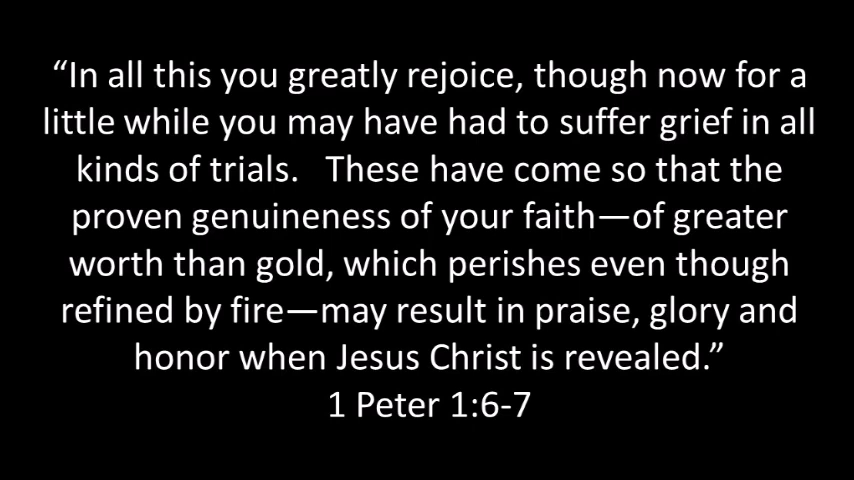 “In all this you greatly rejoice, though now for a
little while you may have had to suffer grief in all
kinds of trials.   These have come so that the
proven genuineness of your faith—of greater
worth than gold, which perishes even though
refined by fire—may result in praise, glory and
honor when Jesus Christ is revealed.”
1 Peter 1:6-7